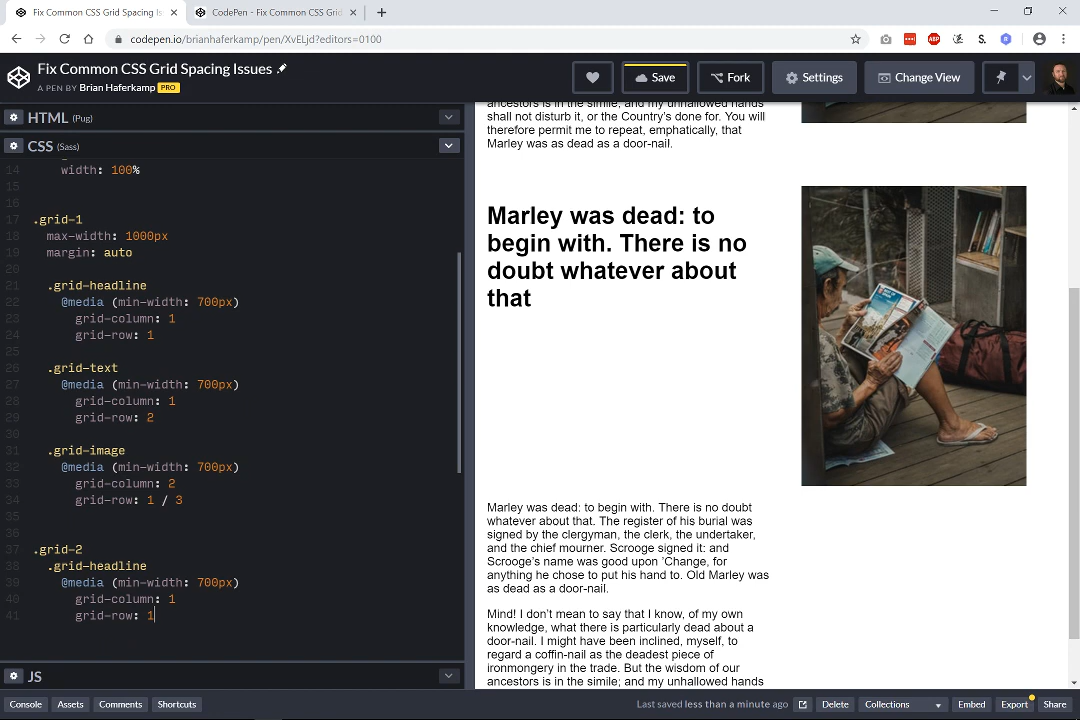 Fix Common CSS Grid Spacing Is
CodePen - Fix Common CSS Grid
codepen.io/brianhaferkamp/pen/XvELjd?editors=0100
ABP
S.
R
Fix Common CSS Grid Spacing Issues
A PEN BY Brian Haferkamp PRO
Save
Fork
Settings
Change View
HTML (Pug)
CSS (Sass)
14 width: 100%
15
16
17 .grid-1
18 max-width: 1000px
19 margin: auto
20
21 .grid-headline
22 @media (min-width: 700px)
23 grid-column: 1
24 grid-row: 1
25
26 .grid-text
27 @media (min-width: 700px)
28 grid-column: 1
29 grid-row: 2
30
31 .grid-image
32 @media (min-width: 700px)
33 grid-column: 2
34 grid-row: 1 / 3
35
36
37 .grid-2
38 .grid-headline
39 @media (min-width: 700px)
40 grid-column: 1
41 grid-row: 1
JS
ancestors is in the simile; and my unhallowed hands
shall not disturb it, or the Country's done for. You will
therefore permit me to repeat, emphatically, that
Marley was as dead as a door-nail.
Marley was dead: to
begin with. There is no
doubt whatever about
that
Marley was dead: to begin with. There is no doubt
whatever about that. The register of his burial was
signed by the clergyman, the clerk, the undertaker,
and the chief mourner. Scrooge signed it: and
Scrooge's name was good upon 'Change, for
anything he chose to put his hand to. Old Marley was
as dead as a door-nail.
Mind! I don't mean to say that I know, of my own
knowledge, what there is particularly dead about a
door-nail. I might have been inclined, myself, to
regard a coffin-nail as the deadest piece of
ironmongery in the trade. But the wisdom of our
ancestors is in the simile; and my unhallowed hands
Console
Assets
Comments
Shortcuts
Last saved less than a minute ago
Delete
Collections
Embed
Export
Share